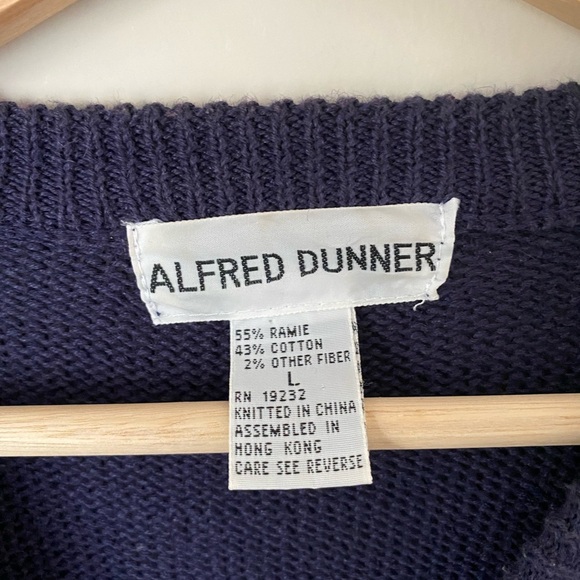 ALFRED DUNNER
55% RAMIE
43% COTTON
2% OTHER FIBER
L
RN 19232
KNITTED IN CHINA
ASSEMBLED IN
HONG KONG
CARE SEE REVERSE